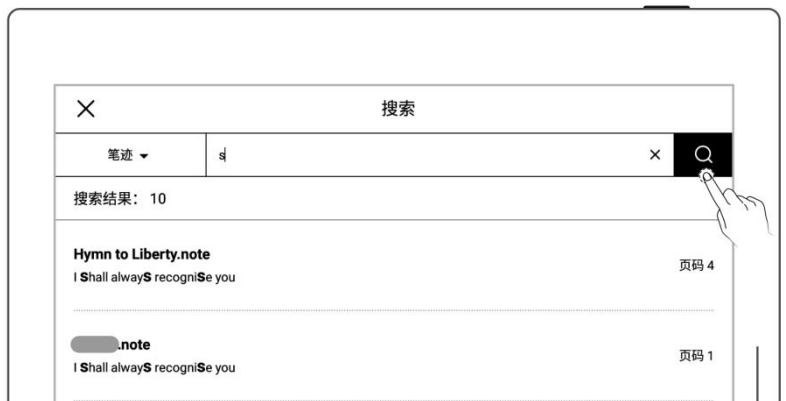 搜索
笔迹 s
搜索结果： 10
Hymn to Liberty.note
I Shall alwayS recogniSe you
页码 4
.note
I Shall alwayS recogniSe you
页码 1